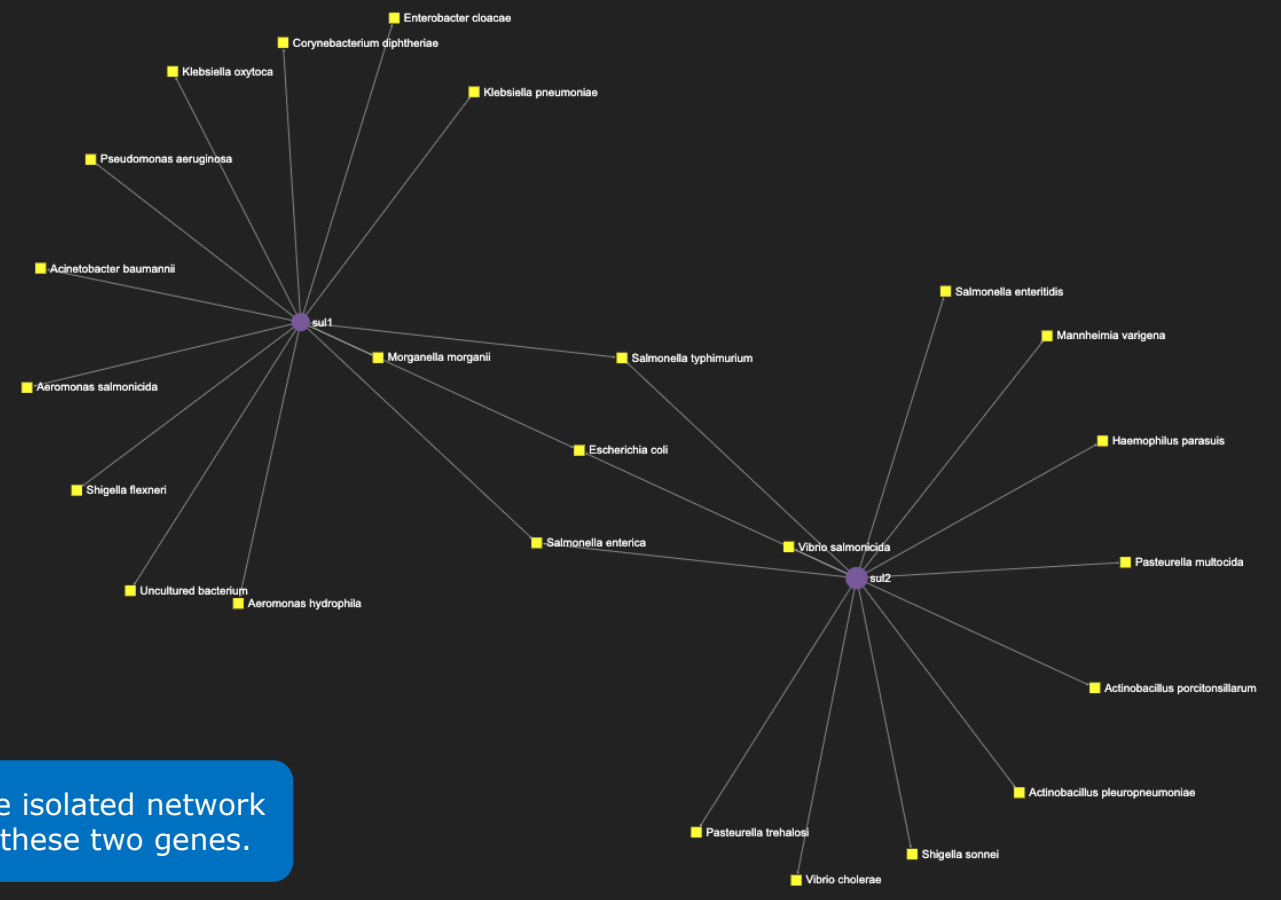 Enterobacter cloacae
Corynebacterium diphtheriae
Klebsiella oxytoca
Klebsiella pneumoniae
Pseudomonas aeruginosa
Acinetobacter baumannii
Salmonella enteritidis
sul1
Mannheimia varigena
Morganella morganii
Salmonella typhimurium
Aeromonas salmonicida
Haemophilus parasuis
Escherichia coli
Shigella flexneri
Salmonella enterica
Vibrio salmonicida
Pasteurella multocida
sul2
Uncultured bacterium
Aeromonas hydrophila
Actinobacillus porcitonsillarum
Actinobacillus pleuropneumoniae
e isolated network
these two genes.
Pasteurella trehalosi
Shigella sonnei
Vibrio cholerae